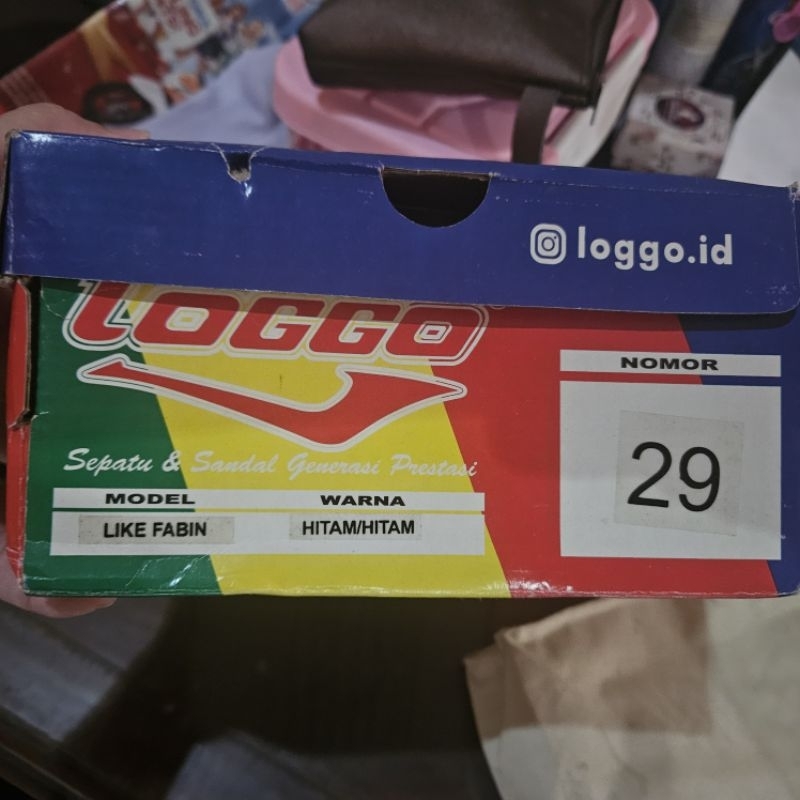 loggo.id
LOGGO
NOMOR
29
Sepatu & Sandal Generasi Prestasi
MODEL WARNA
LIKE FABIN HITAM/HITAM